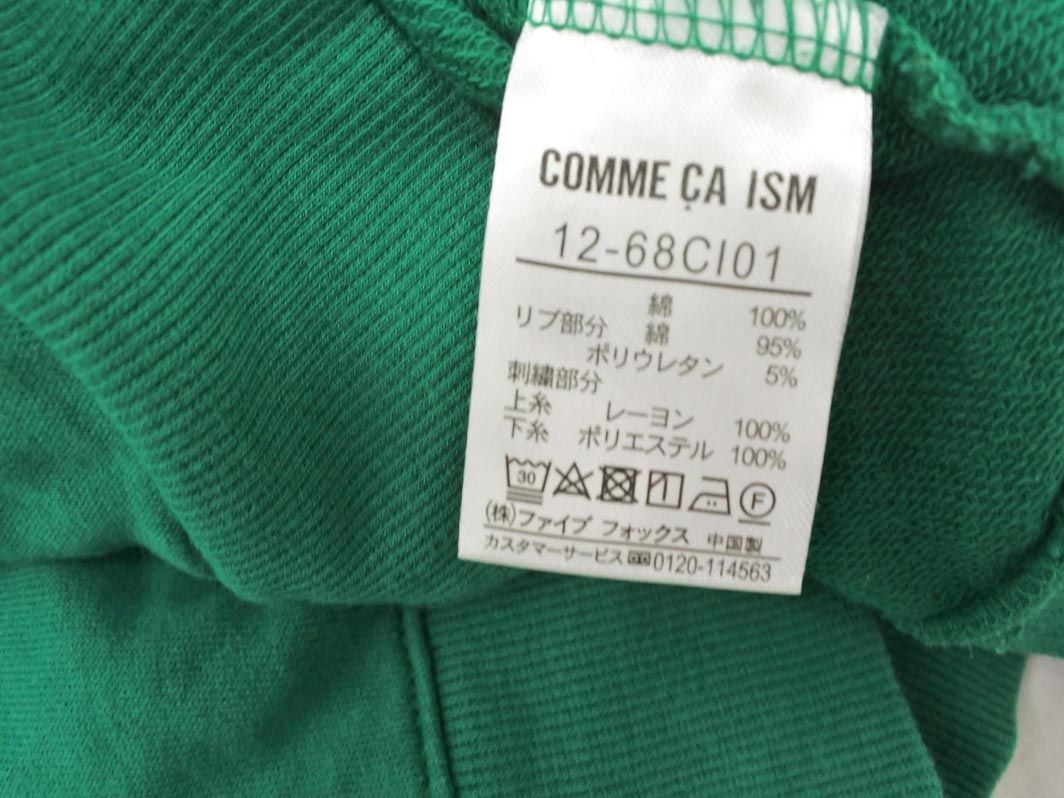 COMME ÇA ISM
12-68CI01
綿 100%
リブ部分 綿 95%
ポリウレタン 5%
刺繍部分
上糸 レーヨン 100%
下糸 ポリエステル 100%
30 F
(株)ファイブ フォックス 中国製
カスタマーサービス 0120-114563